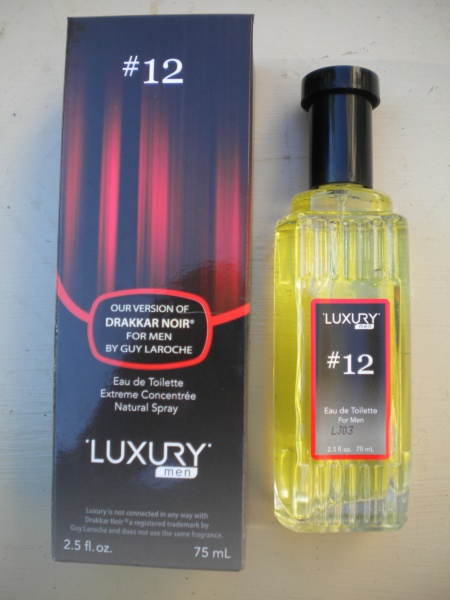 #12
OUR VERSION OF
DRAKKAR NOIR®
FOR MEN
BY GUY LAROCHE
Eau de Toilette
Extreme Concentrée
Natural Spray
LUXURY
men
Luxury is not connected in any way with
Drakkar Noir® a registered trademark by
Guy Laroche and does not use the same fragrance.
2.5 fl.oz. 75 mL
LUXURY
men
#12
Eau de Toilette
For Men
LJ03
2.5 fl.oz. 75 mL